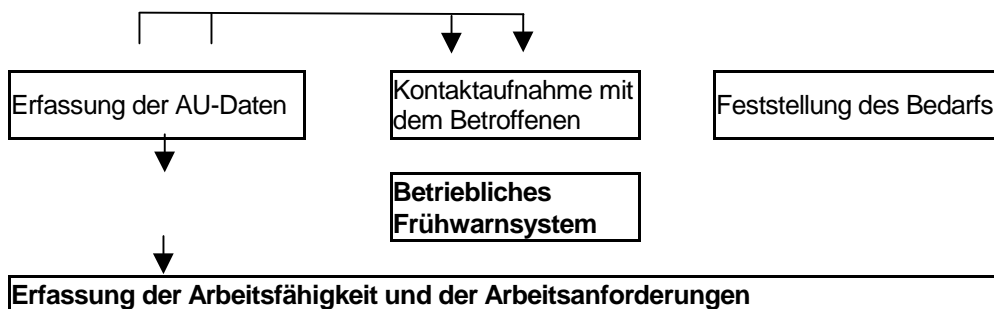 Erfassung der AU-Daten
Kontaktaufnahme mit
dem Betroffenen
Feststellung des Bedarfs
Betriebliches
Frühwarnsystem
Erfassung der Arbeitsfähigkeit und der Arbeitsanforderungen